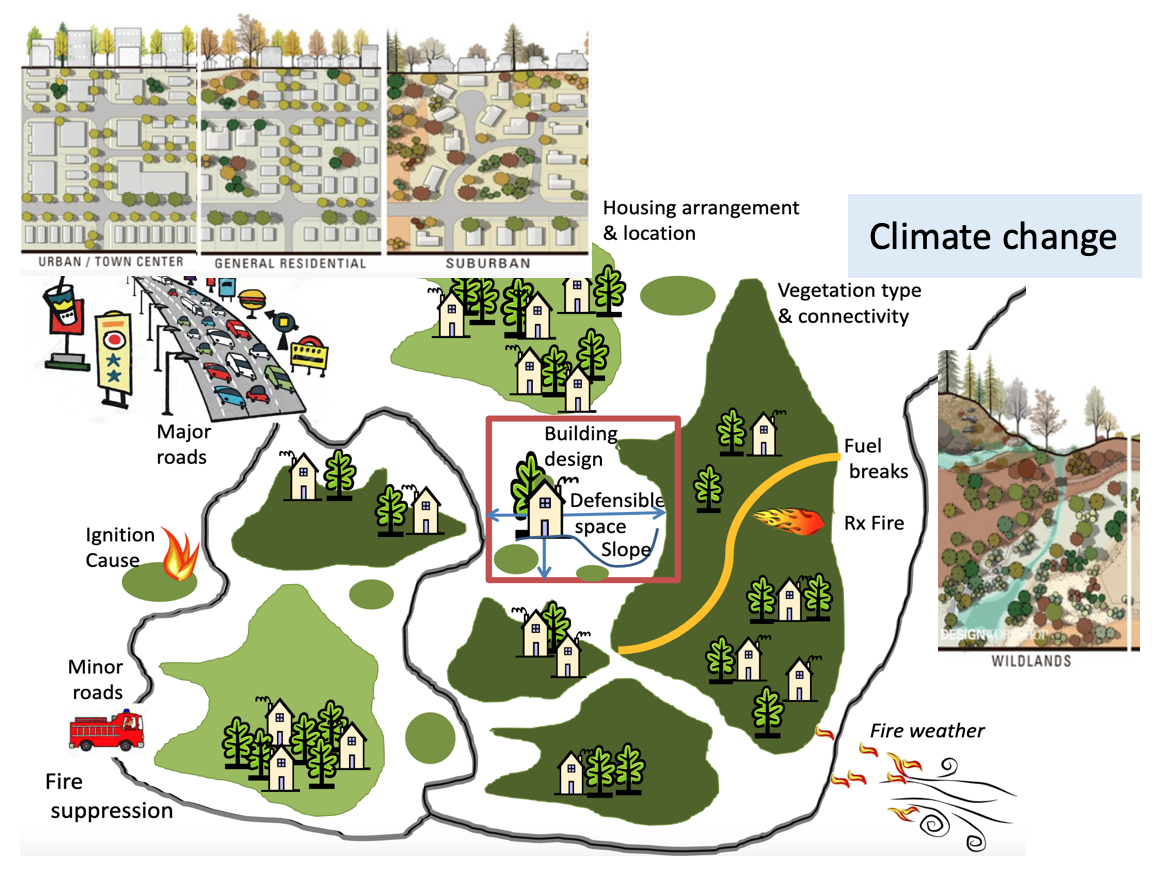 URBAN / TOWN CENTER
GENERAL RESIDENTIAL
SUBURBAN
Housing arrangement
& location
Climate change
Vegetation type
& connectivity
Major
roads
Building
design
Defensible
space
Slope
Fuel
breaks
Rx Fire
Ignition
Cause
DESIGNWORKSHOP
WILDLANDS
Minor
roads
Fire weather
Fire
suppression